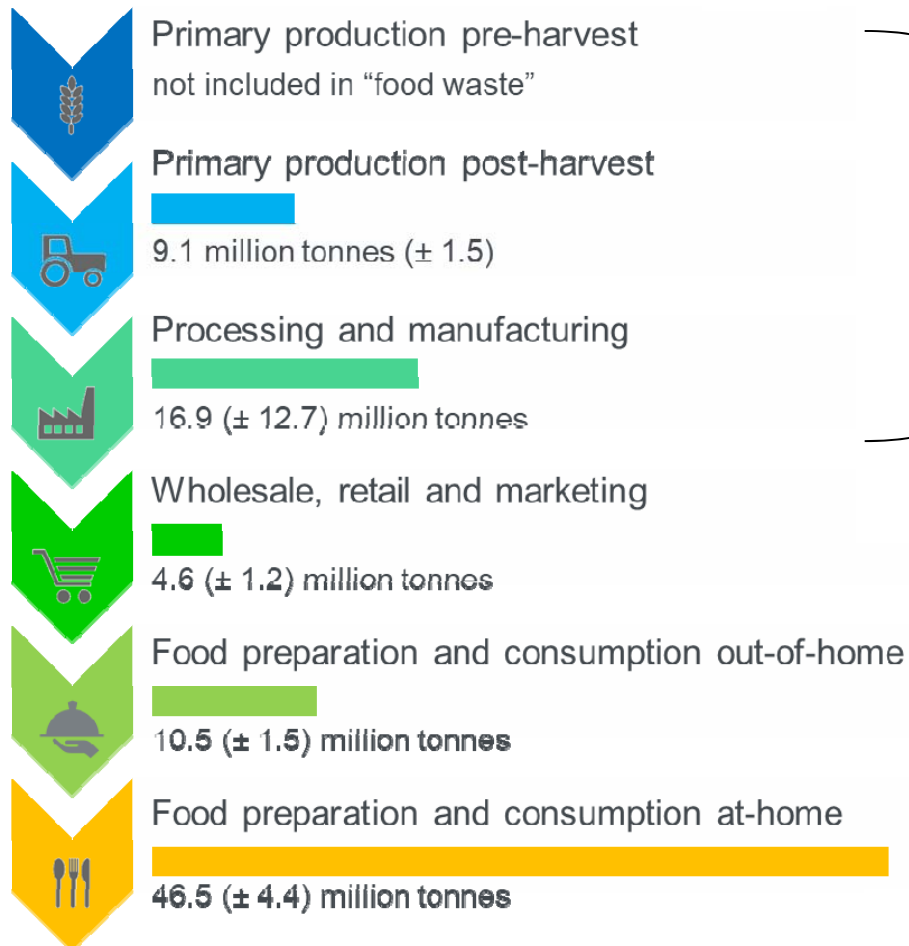 Primary production pre-harvest
not included in “food waste”
Primary production post-harvest
9.1 million tonnes (± 1.5)
Processing and manufacturing
16.9 (± 12.7) million tonnes
Wholesale, retail and marketing
4.6 (± 1.2) million tonnes
Food preparation and consumption out-of-home
10.5 (± 1.5) million tonnes
Food preparation and consumption at-home
46.5 (± 4.4) million tonnes